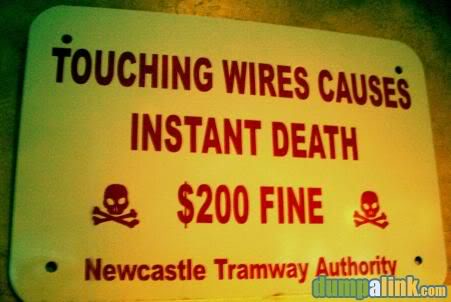 TOUCHING WIRES CAUSES
INSTANT DEATH
$200 FINE
Newcastle Tramway Authority
dumpalink.com